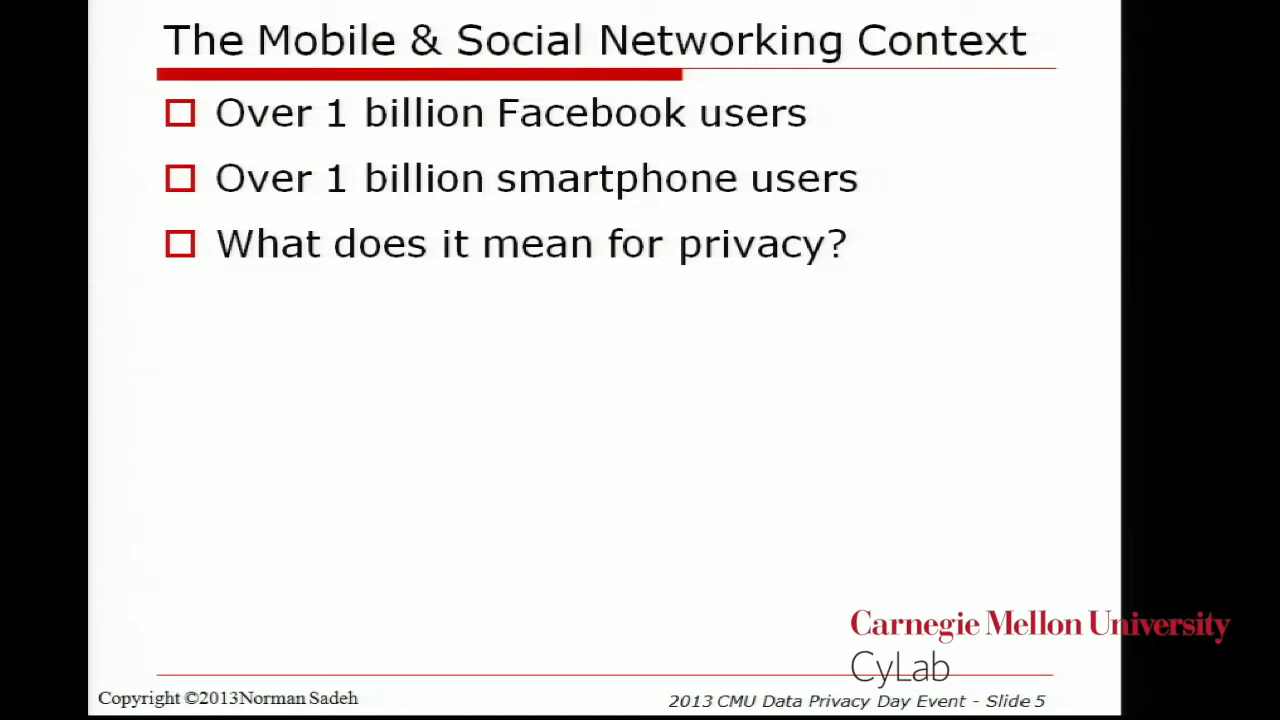 The Mobile & Social Networking Context
Over 1 billion Facebook users
Over 1 billion smartphone users
What does it mean for privacy?
Carnegie Mellon University
CyLab
Copyright ©2013Norman Sadeh
2013 CMU Data Privacy Day Event - Slide 5